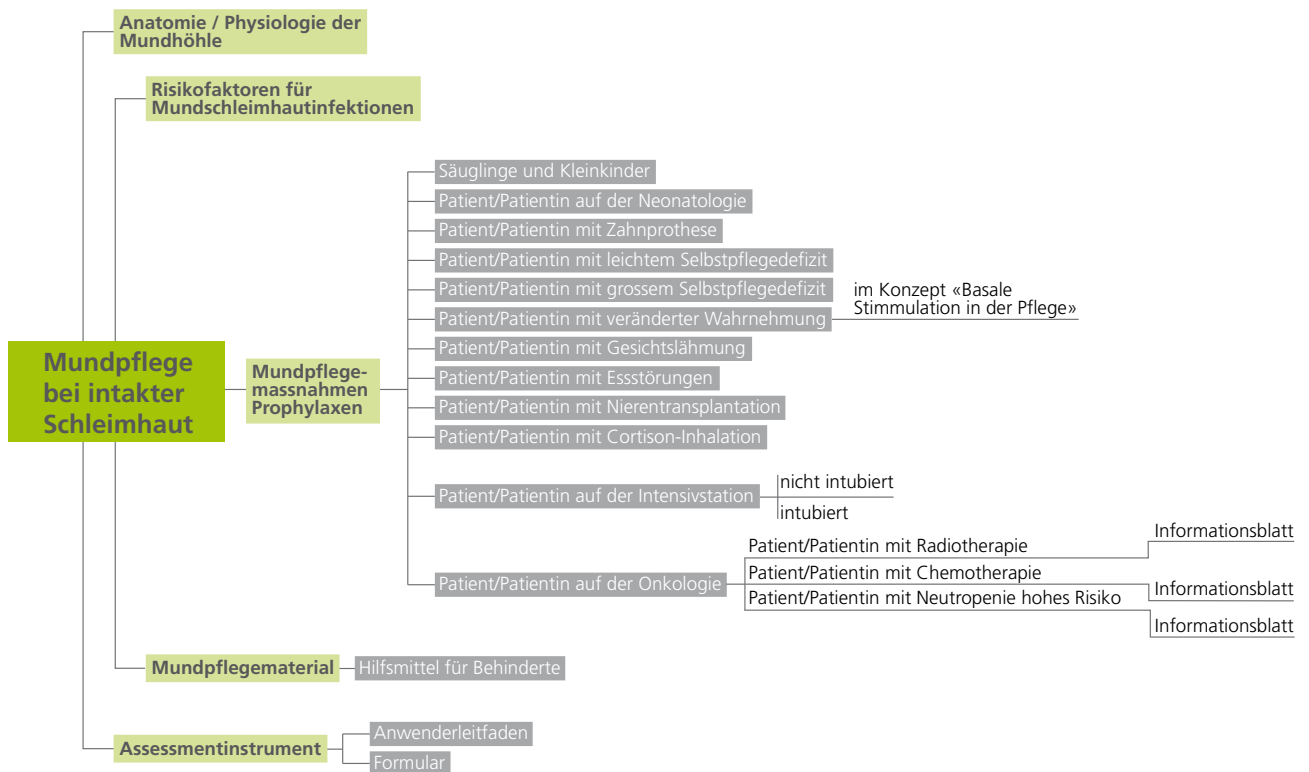 Anatomie / Physiologie der
Mundhöhle
Risikofaktoren für
Mundschleimhautinfektionen
Säuglinge und Kleinkinder
Patient/Patientin auf der Neonatologie
Patient/Patientin mit Zahnprothese
Patient/Patientin mit leichtem Selbstpflegedefizit
Patient/Patientin mit grossem Selbstpflegedefizit
im Konzept «Basale
Stimmulation in der Pflege»
Patient/Patientin mit veränderter Wahrnehmung
Mundpflege
bei intakter
Schleimhaut
Mundpflege-
massnahmen
Prophylaxen
Patient/Patientin mit Gesichtslähmung
Patient/Patientin mit Essstörungen
Patient/Patientin mit Nierentransplantation
Patient/Patientin mit Cortison-Inhalation
Patient/Patientin auf der Intensivstation
nicht intubiert
intubiert
Patient/Patientin auf der Onkologie
Patient/Patientin mit Radiotherapie
Informationsblatt
Patient/Patientin mit Chemotherapie
Informationsblatt
Patient/Patientin mit Neutropenie hohes Risiko
Informationsblatt
Mundpflegematerial
Hilfsmittel für Behinderte
Assessmentinstrument
Anwenderleitfaden
Formular